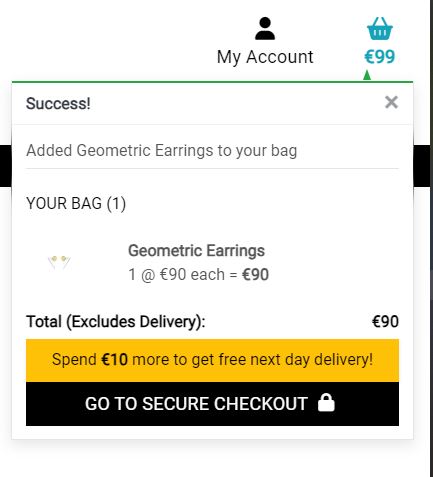 My Account
€99
Success!
×
Added Geometric Earrings to your bag
YOUR BAG (1)
Geometric Earrings
1 @ €90 each = €90
Total (Excludes Delivery): €90
Spend €10 more to get free next day delivery!
GO TO SECURE CHECKOUT